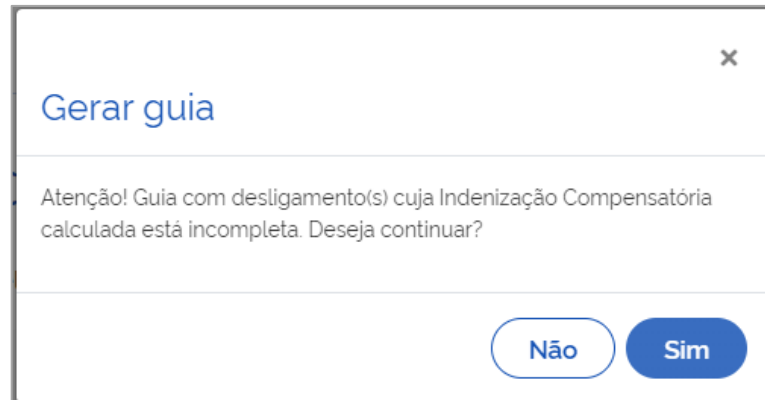 Gerar guia
Atenção! Guia com desligamento(s) cuja Indenização Compensatória
calculada está incompleta. Deseja continuar?
Não
Sim